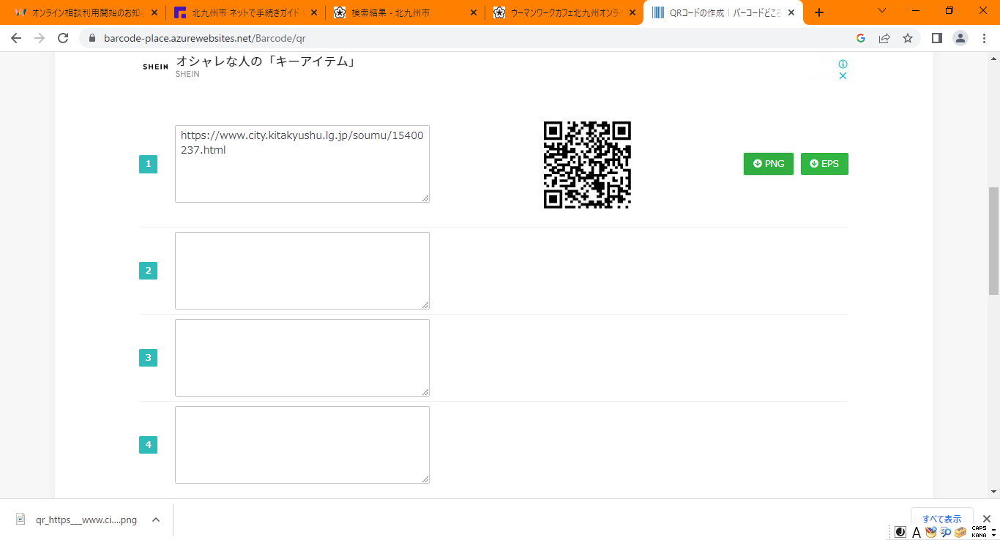 オンライン相談利用開始のお知
北九州市 ネットで手続きガイド
検索結果 - 北九州市
ウーマンワークカフェ北九州オンライ
QRコードの作成｜バーコードどころ
barcode-place.azurewebsites.net/Barcode/qr
SHEIN
オシャレな人の「キーアイテム」
SHEIN
1
https://www.city.kitakyushu.lg.jp/soumu/15400
237.html
PNG
EPS
2
3
4
qr_https___www.ci....png
すべて表示
A
CAPS
KANA